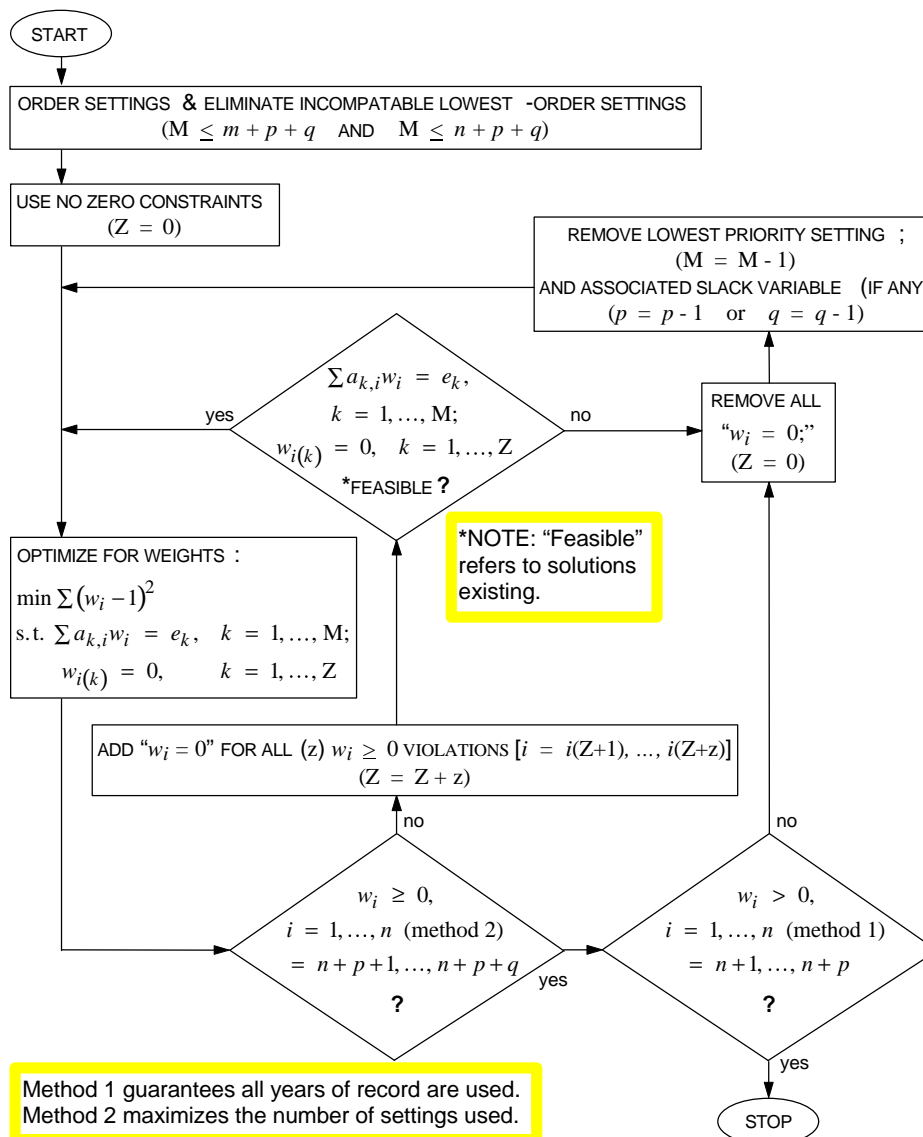 START
ORDER SETTINGS & ELIMINATE INCOMPATABLE LOWEST -ORDER SETTINGS
(M ≤ m + p + q AND M ≤ n + p + q)
USE NO ZERO CONSTRAINTS
(Z = 0)
REMOVE LOWEST PRIORITY SETTING ;
(M = M - 1)
AND ASSOCIATED SLACK VARIABLE (IF ANY
(p = p - 1 or q = q - 1)
∑ a_{k,i} w_i = e_k,
k = 1, ..., M;
w_{i(k)} = 0, k = 1, ..., Z
*FEASIBLE ?
yes
no
REMOVE ALL
“w_i = 0;”
(Z = 0)
*NOTE: “Feasible”
refers to solutions
existing.
OPTIMIZE FOR WEIGHTS :
min ∑ (w_i − 1)^2
s.t. ∑ a_{k,i} w_i = e_k, k = 1, ..., M;
w_{i(k)} = 0, k = 1, ..., Z
ADD “w_i = 0” FOR ALL (z) w_i ≥ 0 VIOLATIONS [i = i(Z+1), ..., i(Z+z)]
(Z = Z + z)
no
w_i ≥ 0,
i = 1, ..., n (method 2)
= n + p + 1, ..., n + p + q
?
yes
no
w_i > 0,
i = 1, ..., n (method 1)
= n + 1, ..., n + p
?
yes
STOP
Method 1 guarantees all years of record are used.
Method 2 maximizes the number of settings used.